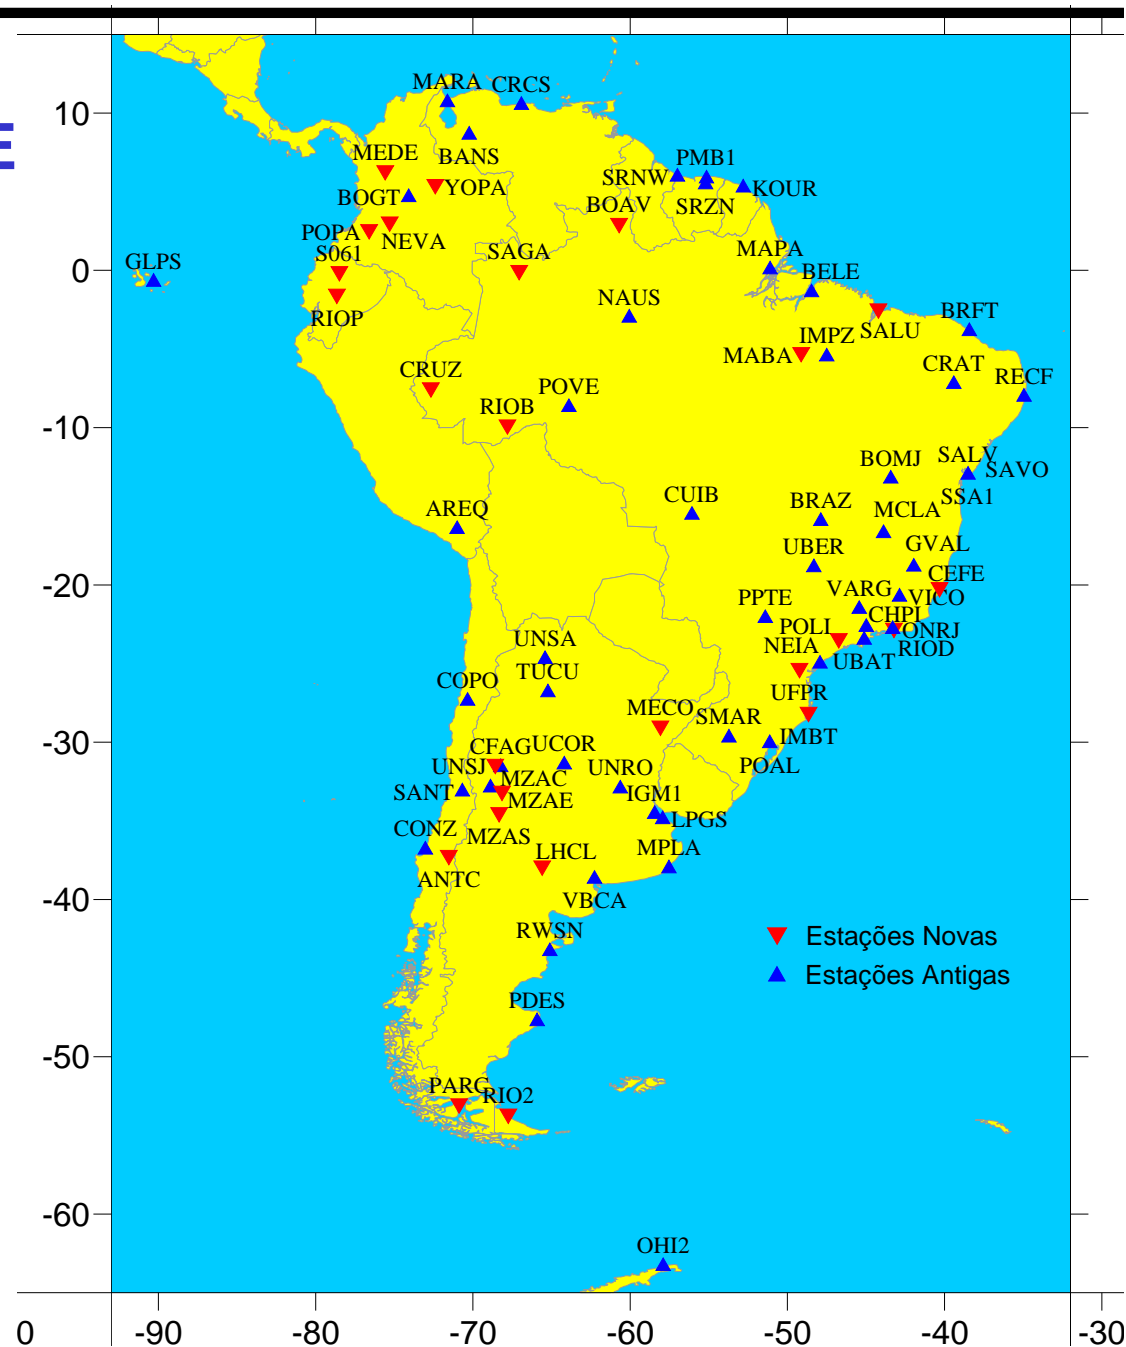 E
MARA
CRCS
10
MEDE
BANS
PMB1
BOGT
YOPA
SRNW
KOUR
BOAV
SRZN
POPA
NEVA
S061
SAGA
MAPA
GLPS
0
BELE
RIOP
NAUS
BRFT
SALU
IMPZ
MABA
CRUZ
CRAT
POVE
RECF
RIOB
-10
SALV
BOMJ
SAVO
CUIB
SSA1
BRAZ
AREQ
MCLA
UBER
GVAL
CEFE
-20
VARG
VICO
PPTE
CHPI
POLI
ONRJ
UNSA
NEIA
RIOD
UBAT
TUCU
COPO
UFPR
MECO
SMAR
IMBT
-30
CFAG
UCOR
POAL
UNSJ
UNRO
MZAC
SANT
IGM1
MZAE
LPGS
CONZ
MZAS
LHCL
MPLA
ANTC
VBCA
-40
RWSN
Estações Novas
Estações Antigas
PDES
-50
PARC
RIO2
-60
OHI2
0
-90
-80
-70
-60
-50
-40
-30